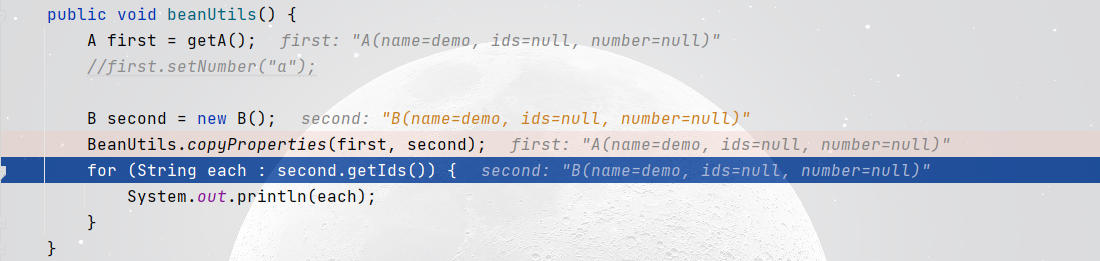 public void beanUtils() {
A first = getA(); first: "A(name=demo, ids=null, number=null)"
//first.setNumber("a");
B second = new B(); second: "B(name=demo, ids=null, number=null)"
BeanUtils.copyProperties(first, second); first: "A(name=demo, ids=null, number=null)"
for (String each : second.getIds()) { second: "B(name=demo, ids=null, number=null)"
System.out.println(each);
}
}